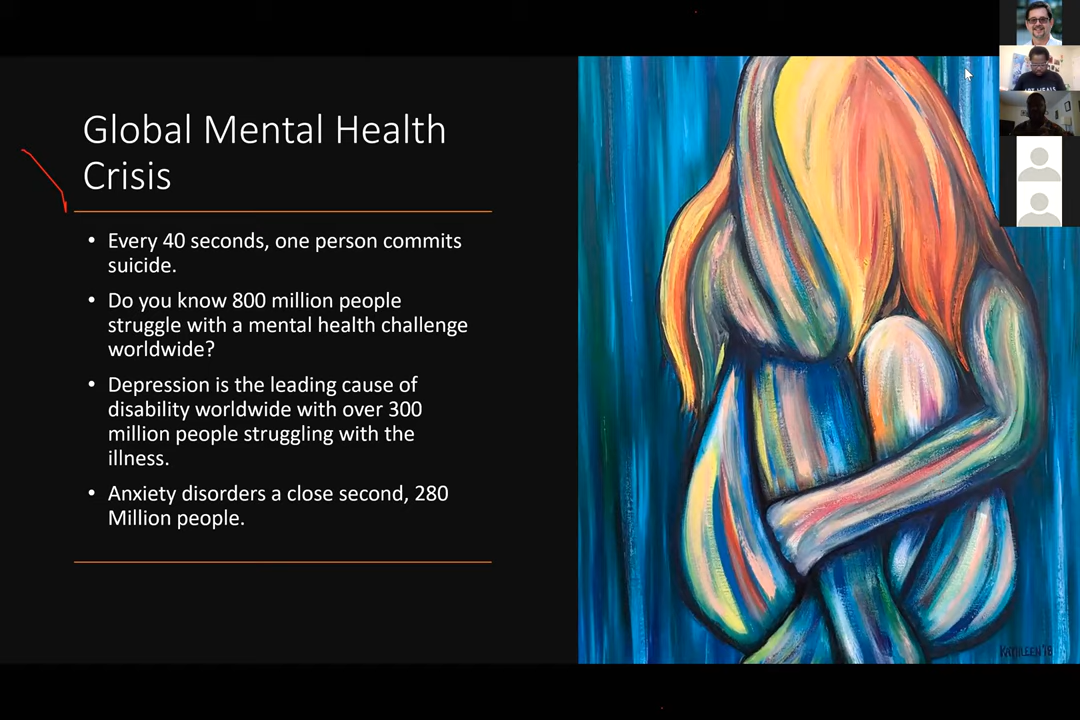 Global Mental Health
Crisis
• Every 40 seconds, one person commits
suicide.
• Do you know 800 million people
struggle with a mental health challenge
worldwide?
• Depression is the leading cause of
disability worldwide with over 300
million people struggling with the
illness.
• Anxiety disorders a close second, 280
Million people.
KATHLEEN'18